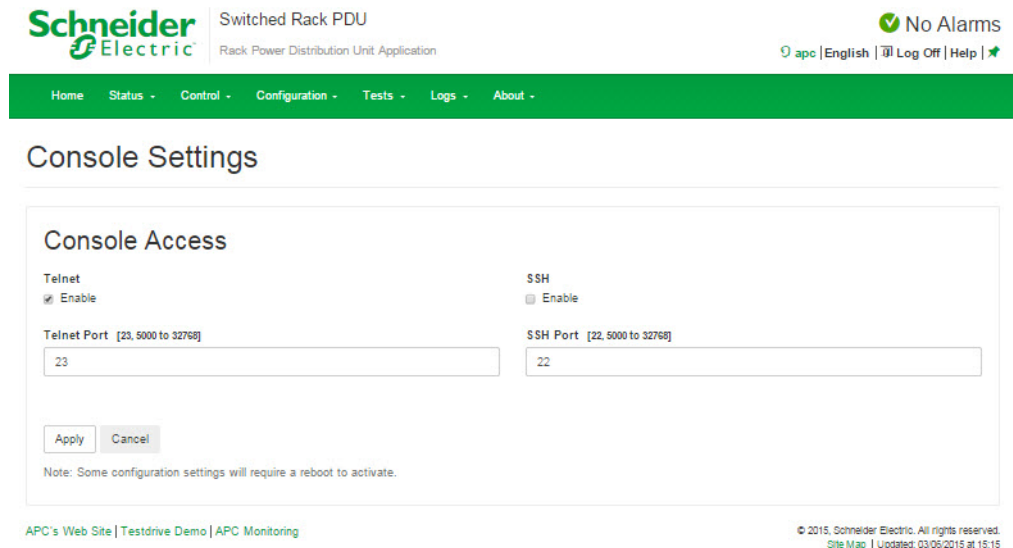 Schneider Electric
Switched Rack PDU
Rack Power Distribution Unit Application
No Alarms
apc | English | Log Off | Help |
Home Status - Control - Configuration - Tests - Logs - About -
Console Settings
Console Access
Telnet
Enable
SSH
Enable
Telnet Port [23, 5000 to 32768]
23
SSH Port [22, 5000 to 32768]
22
Apply Cancel
Note: Some configuration settings will require a reboot to activate.
APC's Web Site | Testdrive Demo | APC Monitoring
© 2015, Schneider Electric. All rights reserved.
Site Map | Updated: 03/06/2015 at 15:15